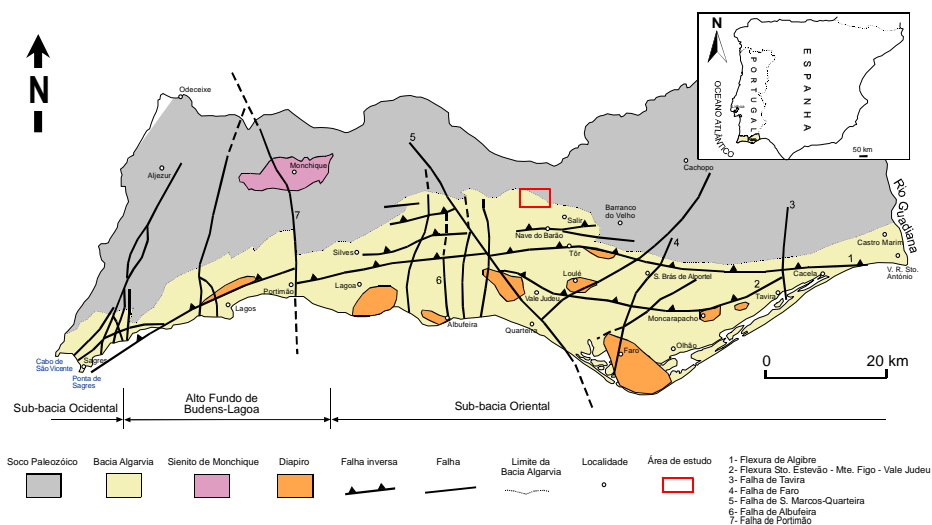 N
Odeceixe
Aljezur
Monchique
5
7
Cachopo
Rio Guadiana
Salir
Barranco
do Velho
Nave do Barão
3
4
Castro Marim
Silves
Tôr
1
Lagoa
6
Loulé
S. Brás de Alportel
Cacela
V. R. Sto.
António
Portimão
2
Lagos
Vale Judeu
Tavira
Albufeira
Quarteira
Moncarapacho
Faro
Olhão
Sagres
Cabo de
São Vicente
Ponta de
Sagres
0 20 km
N
PORTUGAL
ESPANHA
OCEANO ATLÂNTICO
50 km
Sub-bacia Ocidental
Alto Fundo de
Budens-Lagoa
Sub-bacia Oriental
Soco Paleozóico
Bacia Algarvia
Sienito de Monchique
Diapiro
Falha inversa
Falha
Limite da
Bacia Algarvia
Localidade
Área de estudo
1- Flexura de Algibre
2- Flexura Sto. Estevão - Mte. Figo - Vale Judeu
3- Falha de Tavira
4- Falha de Faro
5- Falha de S. Marcos-Quarteira
6- Falha de Albufeira
7- Falha de Portimão